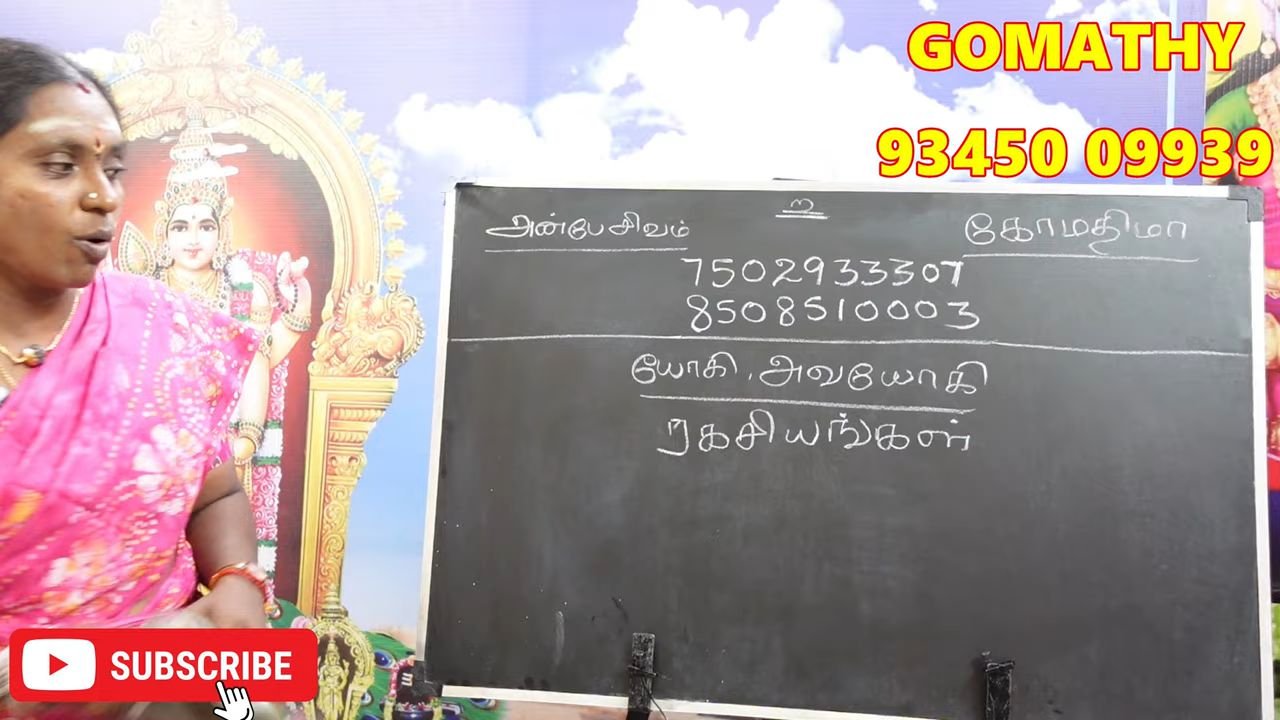 GOMATHY
93450 09939
உ
அன்பே சிவம்
கோமதிமா
7502933307
8508510003
யோகி, அவயோகி
ரகசியங்கள்
SUBSCRIBE